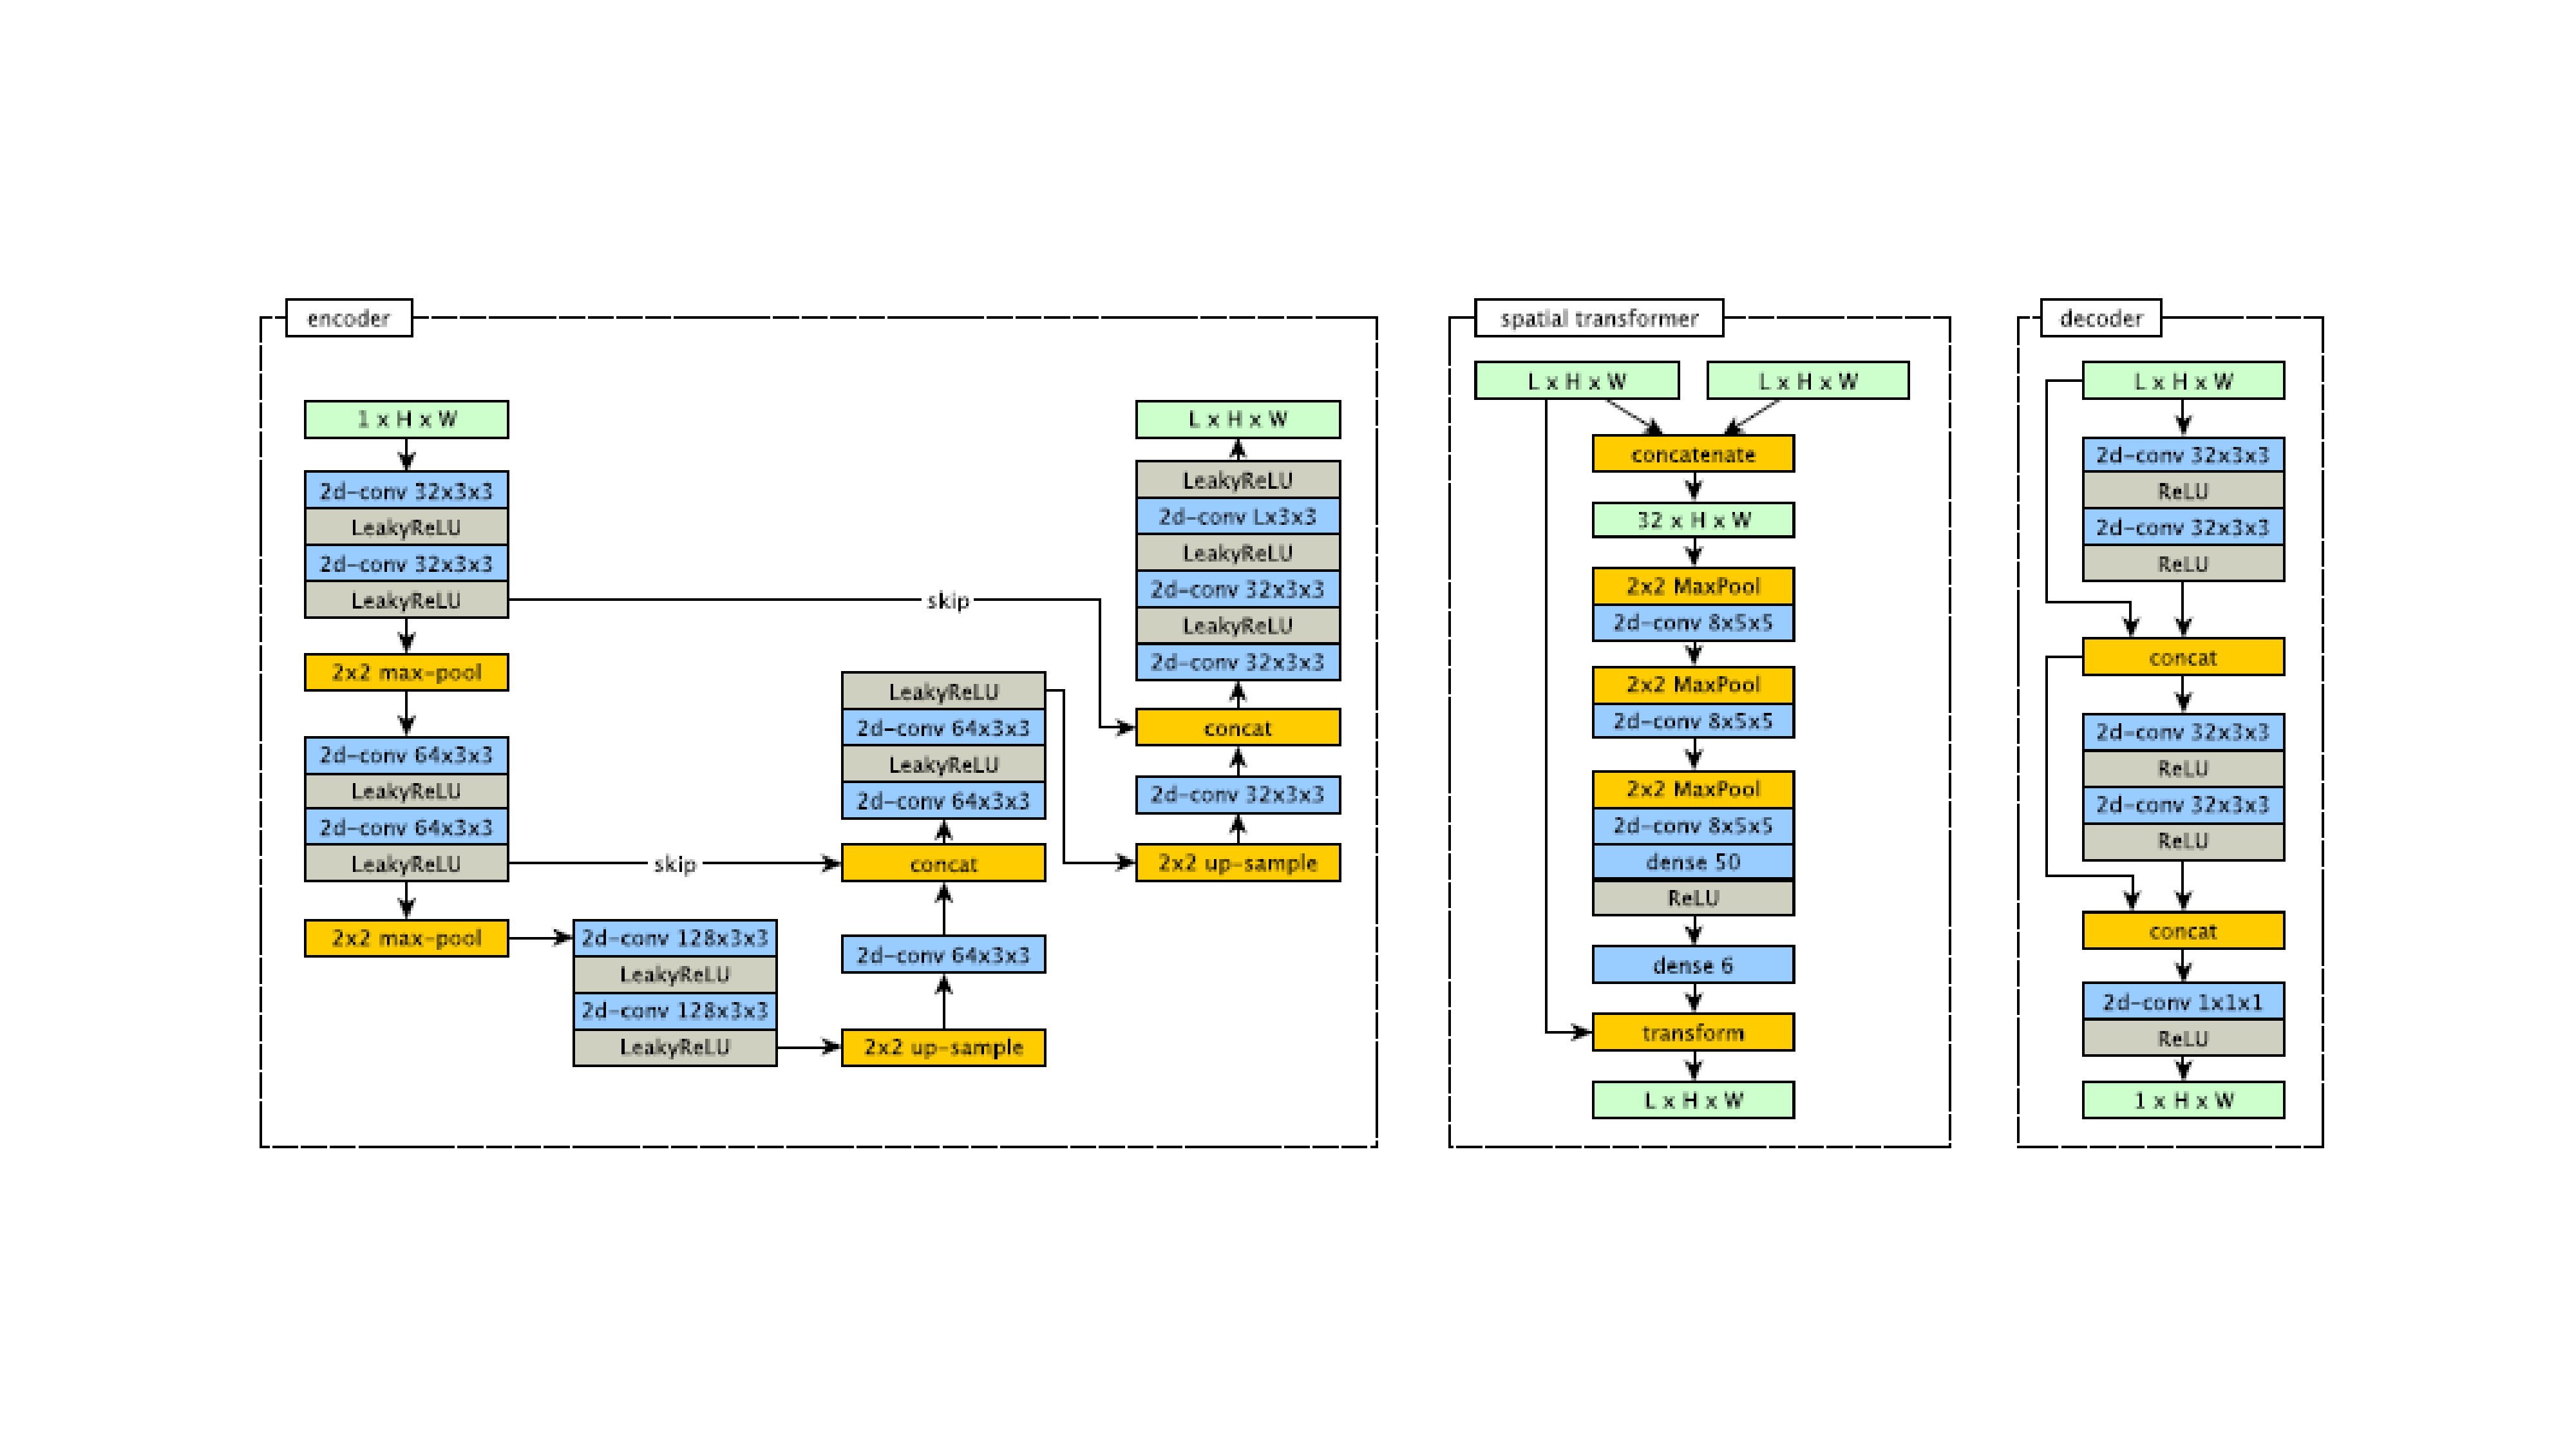 encoder
1 x H x W
2d-conv 32x3x3
LeakyReLU
2d-conv 32x3x3
LeakyReLU
skip
2x2 max-pool
2d-conv 64x3x3
LeakyReLU
2d-conv 64x3x3
LeakyReLU
skip
2x2 max-pool
2d-conv 128x3x3
LeakyReLU
2d-conv 128x3x3
LeakyReLU
LeakyReLU
2d-conv 64x3x3
LeakyReLU
2d-conv 64x3x3
concat
2d-conv 64x3x3
2x2 up-sample
L x H x W
LeakyReLU
2d-conv Lx3x3
LeakyReLU
2d-conv 32x3x3
LeakyReLU
2d-conv 32x3x3
concat
2d-conv 32x3x3
2x2 up-sample
spatial transformer
L x H x W
L x H x W
concatenate
32 x H x W
2x2 MaxPool
2d-conv 8x5x5
2x2 MaxPool
2d-conv 8x5x5
2x2 MaxPool
2d-conv 8x5x5
dense 50
ReLU
dense 6
transform
L x H x W
decoder
L x H x W
2d-conv 32x3x3
ReLU
2d-conv 32x3x3
ReLU
concat
2d-conv 32x3x3
ReLU
2d-conv 32x3x3
ReLU
concat
2d-conv 1x1x1
ReLU
1 x H x W